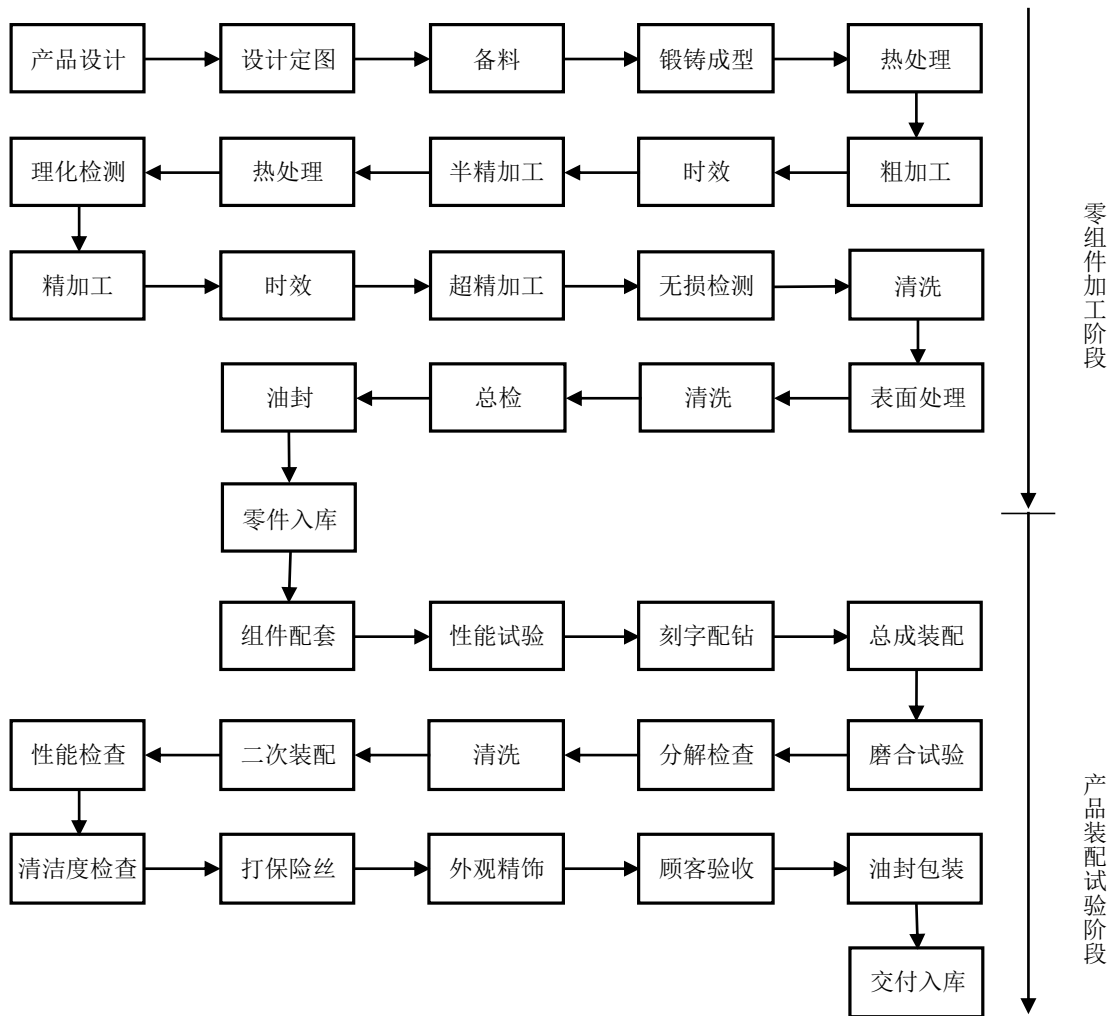 产品设计
设计定图
备料
锻铸成型
热处理
理化检测
热处理
半精加工
时效
粗加工
精加工
时效
超精加工
无损检测
清洗
油封
总检
清洗
表面处理
零件入库
零组件加工阶段
组件配套
性能试验
刻字配钻
总成装配
性能检查
二次装配
清洗
分解检查
磨合试验
清洁度检查
打保险丝
外观精饰
顾客验收
油封包装
交付入库
产品装配试验阶段